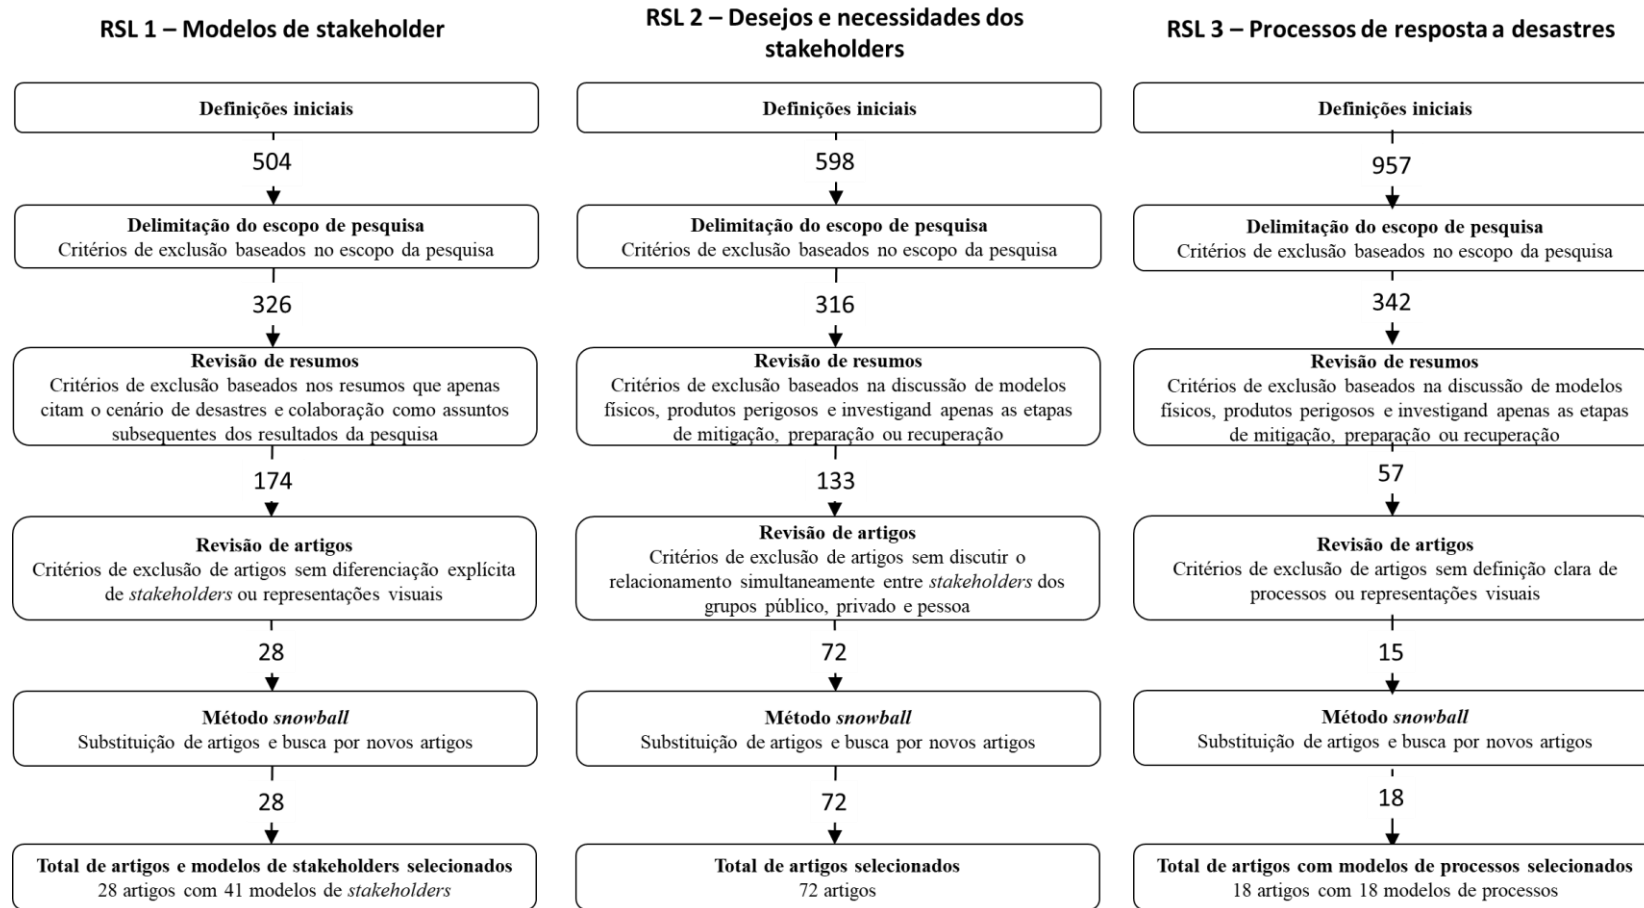 RSL 1 – Modelos de stakeholder
Definições iniciais
504
Delimitação do escopo de pesquisa
Critérios de exclusão baseados no escopo da pesquisa
326
Revisão de resumos
Critérios de exclusão baseados nos resumos que apenas
citam o cenário de desastres e colaboração como assuntos
subsequentes dos resultados da pesquisa
174
Revisão de artigos
Critérios de exclusão de artigos sem diferenciação explícita
de stakeholders ou representações visuais
28
Método snowball
Substituição de artigos e busca por novos artigos
28
Total de artigos e modelos de stakeholders selecionados
28 artigos com 41 modelos de stakeholders
RSL 2 – Desejos e necessidades dos
stakeholders
Definições iniciais
598
Delimitação do escopo de pesquisa
Critérios de exclusão baseados no escopo da pesquisa
316
Revisão de resumos
Critérios de exclusão baseados na discussão de modelos
físicos, produtos perigosos e investigand apenas as etapas
de mitigação, preparação ou recuperação
133
Revisão de artigos
Critérios de exclusão de artigos sem discutir o
relacionamento simultaneamente entre stakeholders dos
grupos público, privado e pessoa
72
Método snowball
Substituição de artigos e busca por novos artigos
72
Total de artigos selecionados
72 artigos
RSL 3 – Processos de resposta a desastres
Definições iniciais
957
Delimitação do escopo de pesquisa
Critérios de exclusão baseados no escopo da pesquisa
342
Revisão de resumos
Critérios de exclusão baseados na discussão de modelos
físicos, produtos perigosos e investigand apenas as etapas
de mitigação, preparação ou recuperação
57
Revisão de artigos
Critérios de exclusão de artigos sem definição clara de
processos ou representações visuais
15
Método snowball
Substituição de artigos e busca por novos artigos
18
Total de artigos com modelos de processos selecionados
18 artigos com 18 modelos de processos